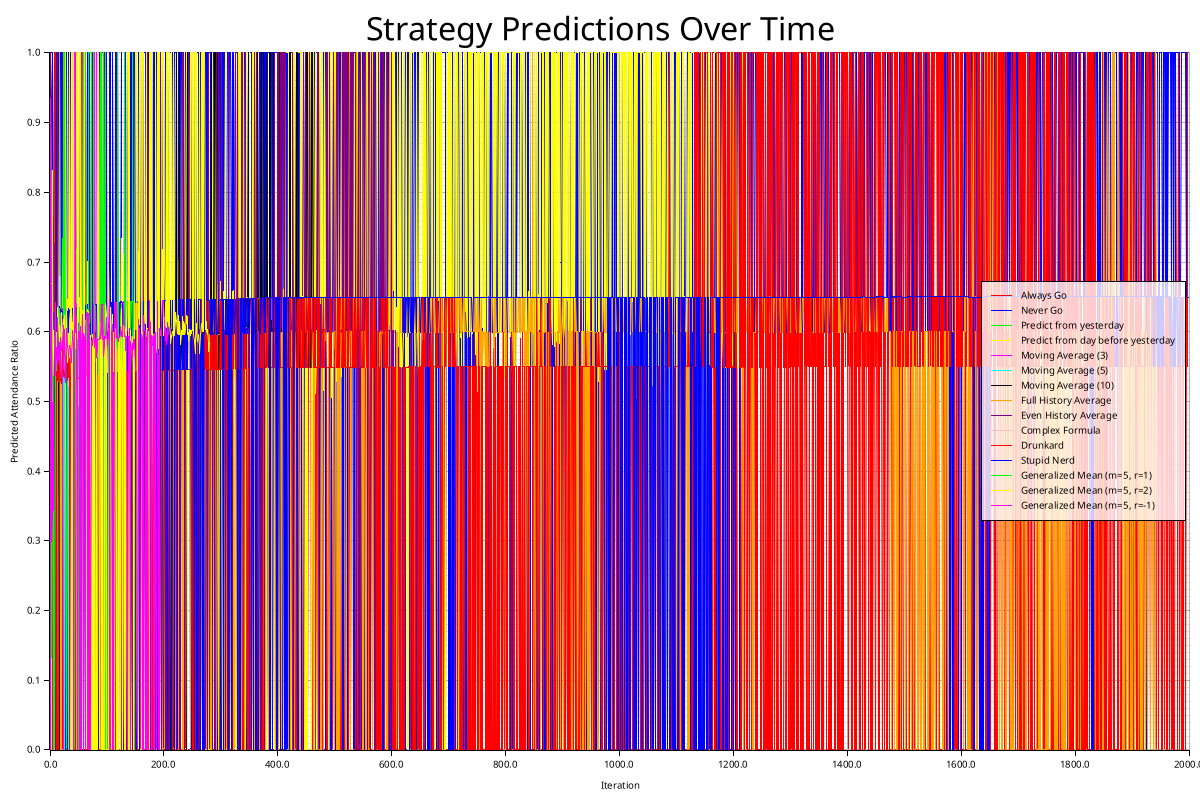 Strategy Predictions Over Time
1.0
0.9
0.8
0.7
0.6
0.5
0.4
0.3
0.2
0.1
0.0
Predicted Attendance Ratio
Always Go
Never Go
Predict from yesterday
Predict from day before yesterday
Moving Average (3)
Moving Average (5)
Moving Average (10)
Full History Average
Even History Average
Complex Formula
Drunkard
Stupid Nerd
Generalized Mean (m=5, r=1)
Generalized Mean (m=5, r=2)
Generalized Mean (m=5, r=-1)
0.0 200.0 400.0 600.0 800.0 1000.0 1200.0 1400.0 1600.0 1800.0 2000.0
Iteration